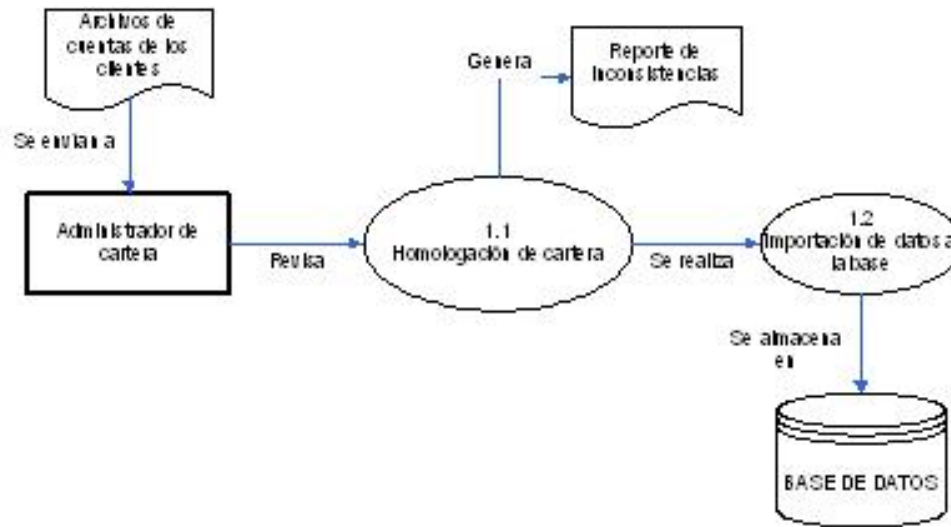 Archivos de
cuentas de los
clientes
Se envían a
Administrador de
cartera
Revisa
1.1
Homologación de cartera
Genera
Reporte de
inconsistencias
Se realiza
1.2
Importación de datos a
la base
Se almacena
en
BASE DE DATOS